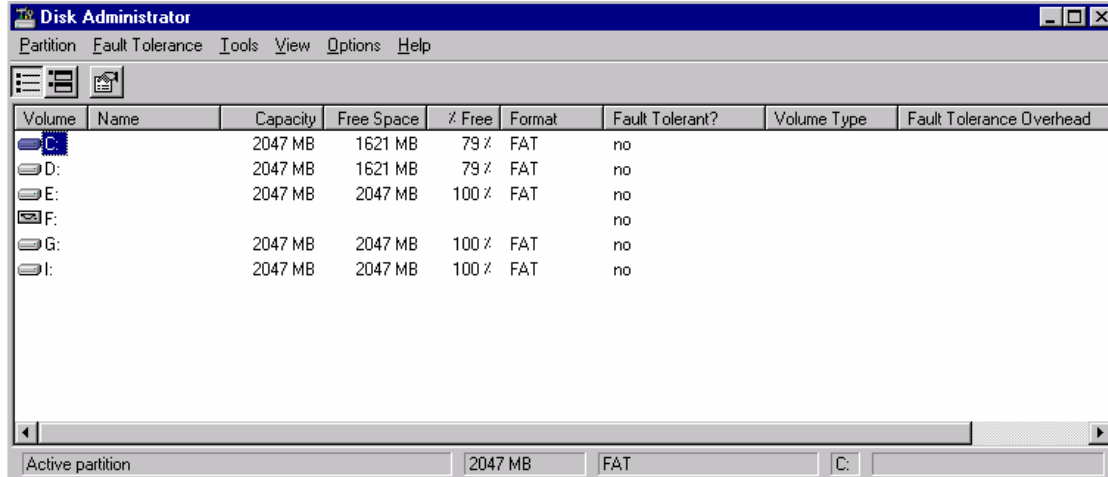 Disk Administrator
Partition Fault Tolerance Tools View Options Help
Volume Name Capacity Free Space % Free Format Fault Tolerant? Volume Type Fault Tolerance Overhead
C: 2047 MB 1621 MB 79 % FAT no
D: 2047 MB 1621 MB 79 % FAT no
E: 2047 MB 2047 MB 100 % FAT no
F: no
G: 2047 MB 2047 MB 100 % FAT no
I: 2047 MB 2047 MB 100 % FAT no
Active partition 2047 MB FAT C: